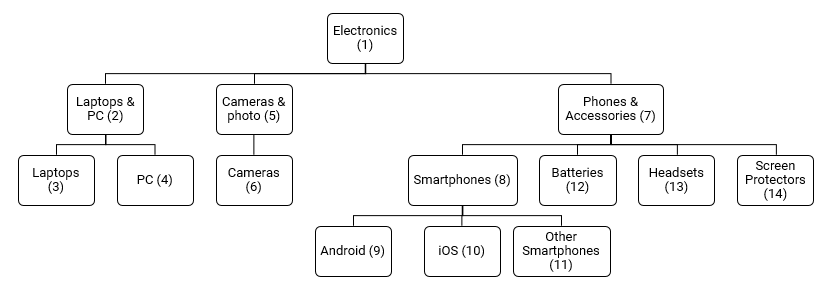 Electronics
(1)
Laptops &
PC (2)
Cameras &
photo (5)
Phones &
Accessories (7)
Laptops
(3)
PC (4)
Cameras
(6)
Smartphones (8)
Batteries
(12)
Headsets
(13)
Screen
Protectors
(14)
Android (9)
iOS (10)
Other
Smartphones
(11)